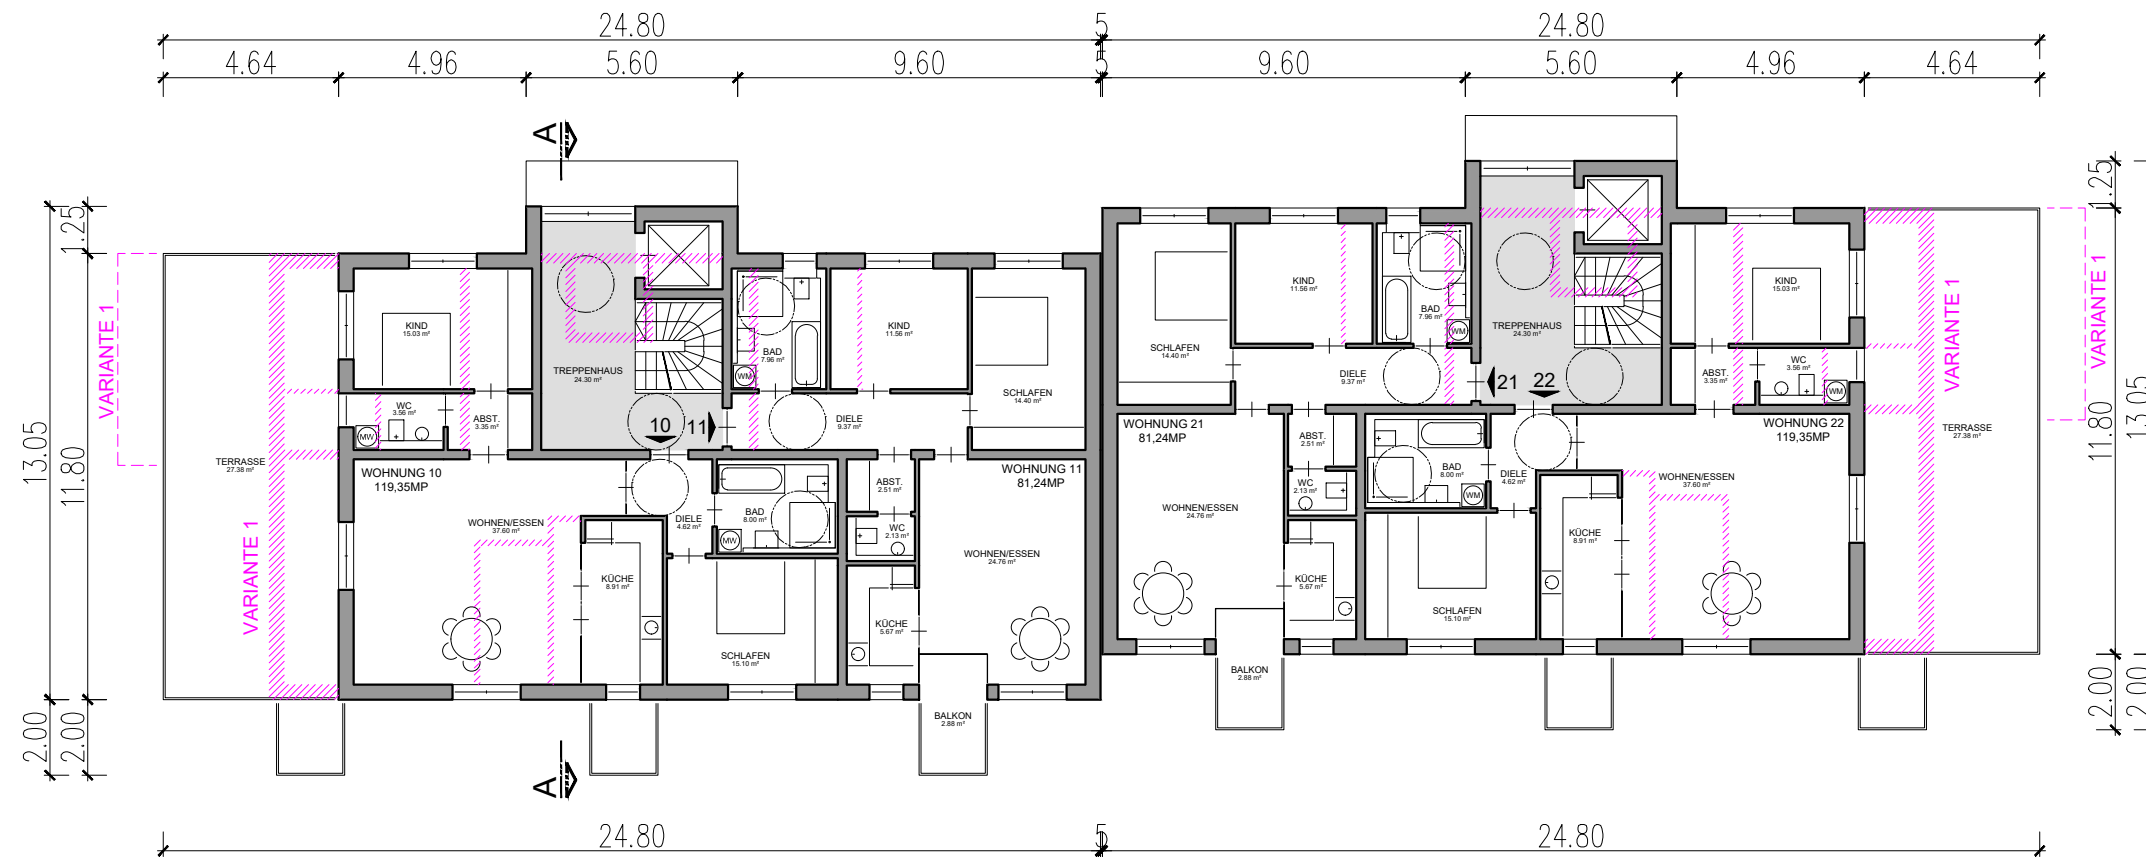 24.80 5 24.80
4.64 4.96 5.60 9.60 5 9.60 5.60 4.96 4.64
A
1.25
13.05
11.80
2.00
2.00
VARIANTE 1
VARIANTE 1
TERRASSE
27.38 m²
KIND
15.03 m²
WC
3.56 m²
MW
ABST.
3.35 m²
TREPPENHAUS
24.30 m²
10
11
BAD
7.96 m²
WM
KIND
11.56 m²
SCHLAFEN
14.40 m²
DIELE
9.37 m²
WOHNUNG 10
119,35MP
WOHNEN/ESSEN
37.60 m²
KÜCHE
8.91 m²
DIELE
4.62 m²
BAD
8.00 m²
MW
SCHLAFEN
15.10 m²
ABST.
2.51 m²
WC
2.13 m²
KÜCHE
5.67 m²
WOHNUNG 11
81,24MP
WOHNEN/ESSEN
24.76 m²
BALKON
2.88 m²
A
SCHLAFEN
14.40 m²
KIND
11.56 m²
BAD
7.96 m²
WM
DIELE
9.37 m²
21
22
TREPPENHAUS
24.30 m²
KIND
15.03 m²
ABST.
3.35 m²
WC
3.56 m²
WM
WOHNUNG 21
81,24MP
WOHNEN/ESSEN
24.76 m²
ABST.
2.51 m²
WC
2.13 m²
KÜCHE
5.67 m²
BALKON
2.88 m²
BAD
8.00 m²
WM
DIELE
4.62 m²
SCHLAFEN
15.10 m²
KÜCHE
8.91 m²
WOHNUNG 22
119,35MP
WOHNEN/ESSEN
37.60 m²
TERRASSE
27.38 m²
VARIANTE 1
VARIANTE 1
1.25
11.80
13.05
2.00
2.00
24.80 5 24.80